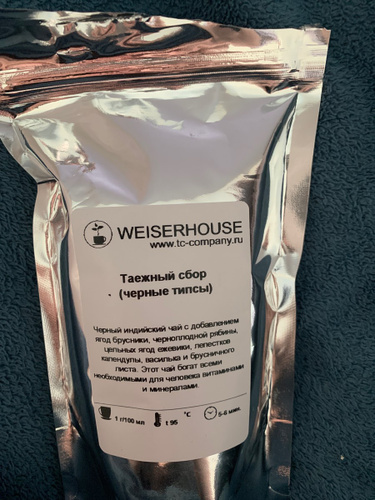 WEISERHOUSE
www.tc-company.ru
Таежный сбор
(черные типсы)
Черный индийский чай с добавлением
ягод брусники, черноплодной рябины,
цельных ягод ежевики, лепестков
календулы, василька и брусничного
листа. Этот чай богат всеми
необходимыми для человека витаминами
и минералами.
1 г/100 мл t 95 °C 5-6 мин.